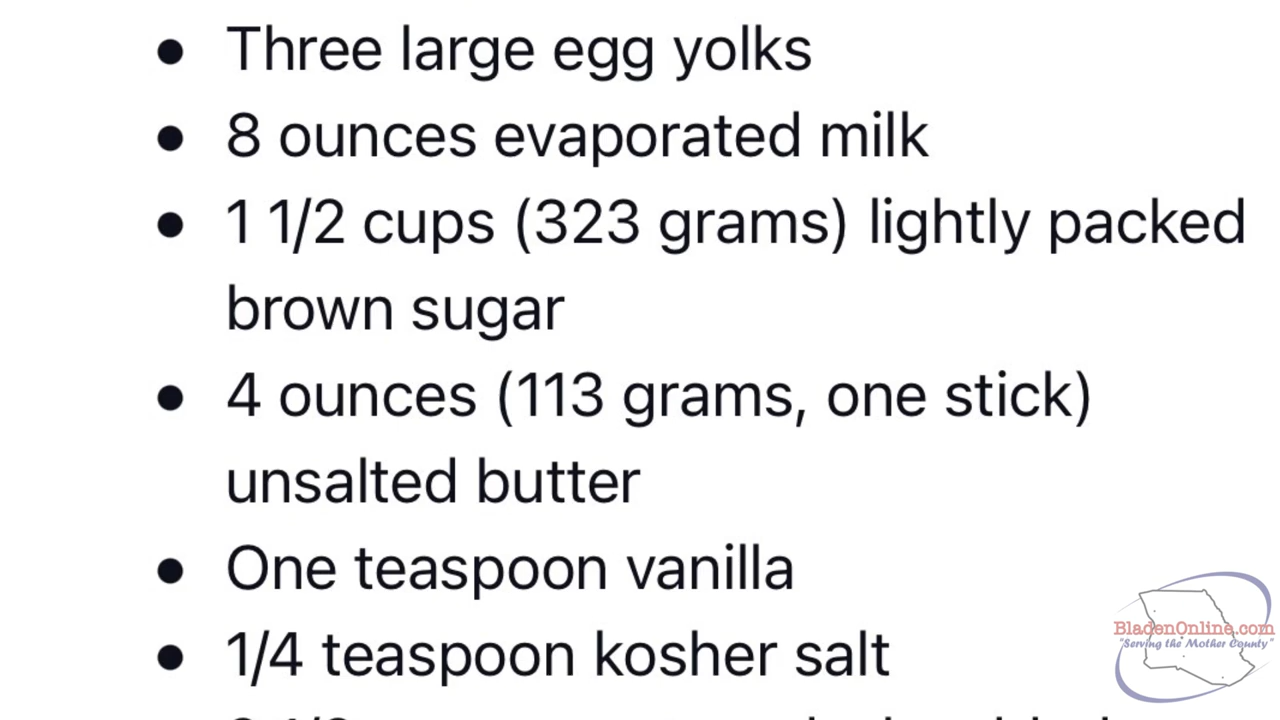 ● Three large egg yolks
● 8 ounces evaporated milk
● 1 1/2 cups (323 grams) lightly packed
brown sugar
● 4 ounces (113 grams, one stick)
unsalted butter
● One teaspoon vanilla
● 1/4 teaspoon kosher salt
BladenOnline.com
"Serving the Mother County"